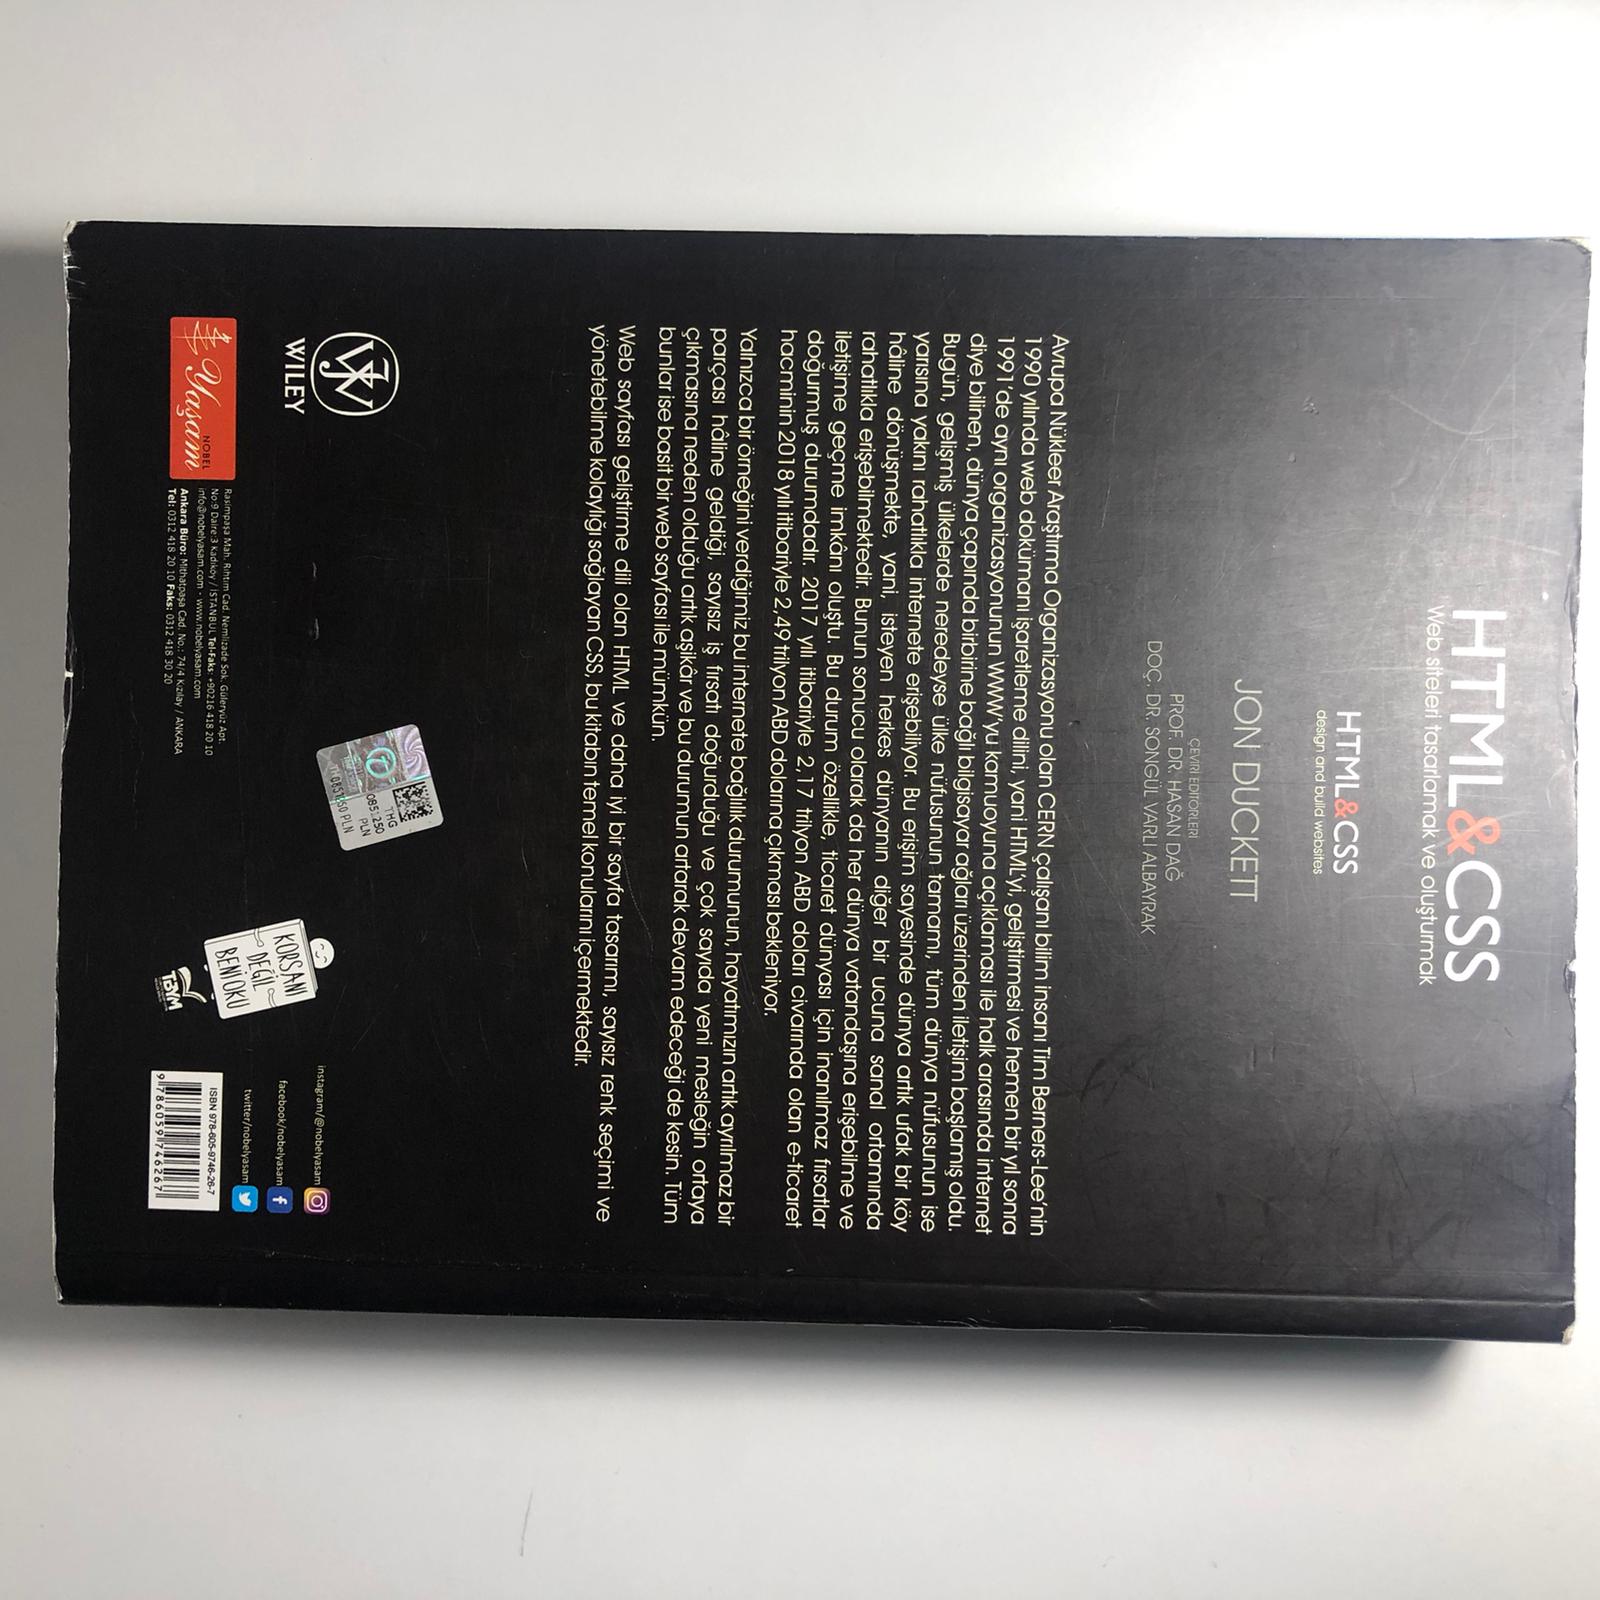 HTML&CSS
Web siteleri tasarlamak ve oluşturmak
HTML&CSS
design and build websites
JON DUCKETT
ÇEVİRİ EDİTÖRLERİ
PROF. DR. HASAN DAĞ
DOÇ. DR. SONGÜL VARLI ALBAYRAK
Avrupa Nükleer Araştırma Organizasyonu olan CERN çalışanı bilim insanı Tim Berners-Lee'nin
1990 yılında web dokümanı işaretleme dilini, yani HTML'yi, geliştirmesi ve hemen bir yıl sonra
1991'de aynı organizasyonunun WWW'yu kamuoyuna açıklaması ile halk arasında internet
diye bilinen, dünya çapında birbirine bağlı bilgisayar ağları üzerinden iletişim başlamış oldu.
Bugün, gelişmiş ülkelerde neredeyse ülke nüfusunun tamamı, tüm dünya nüfusunun ise
yarısına yakını rahatlıkla internete erişebiliyor. Bu erişim sayesinde dünya artık ufak bir köy
hâline dönüşmekte, yani, isteyen herkes dünyanın diğer bir ucuna sanal ortamında
rahatlıkla erişebilmektedir. Bunun sonucu olarak da her dünya vatandaşına erişebilme ve
iletişime geçme imkânı oluştu. Bu durum özellikle, ticaret dünyası için inanılmaz fırsatlar
doğurmuş durumdadır. 2017 yılı itibariyle 2,17 trilyon ABD doları civarında olan e-ticaret
hacminin 2018 yılı itibariyle 2,49 trilyon ABD dolarına çıkması bekleniyor.
Yalnızca bir örneğini verdiğimiz bu internete bağlılık durumunun, hayatımızın artık ayrılmaz bir
parçası hâline geldiği, sayısız iş fırsatı doğurduğu ve çok sayıda yeni mesleğin ortaya
çıkmasına neden olduğu artık aşikâr ve bu durumun artarak devam edeceği de kesin. Tüm
bunlar ise basit bir web sayfası ile mümkün.
Web sayfası geliştirme dili olan HTML ve daha iyi bir sayfa tasarımı, sayısız renk seçimi ve
yönetebilme kolaylığı sağlayan CSS, bu kitabın temel konularını içermektedir.
THG
0851250
PLN
0851250 PLN
WILEY
KORSANI
DEĞİL
BENİ OKU
TBYM
instagram/@nobelyasam
facebook/nobelyasam
twitter/nobelyasam
NOBEL
Yaşam
Rasimpaşa Mah. Rıhtım Cad. Nemlizade Sok. Güleryüz Apt.
No:9 Daire:3 Kadıköy / İSTANBUL Tel-Faks: +90216 418 20 10
info@nobelyasam.com - www.nobelyasam.com
Ankara Büro: Mithatpaşa Cad. No.: 74/4 Kızılay / ANKARA
Tel: 0312 418 20 10 Faks: 0312 418 30 20
ISBN 978-605-9746-26-7
9 786059 746267